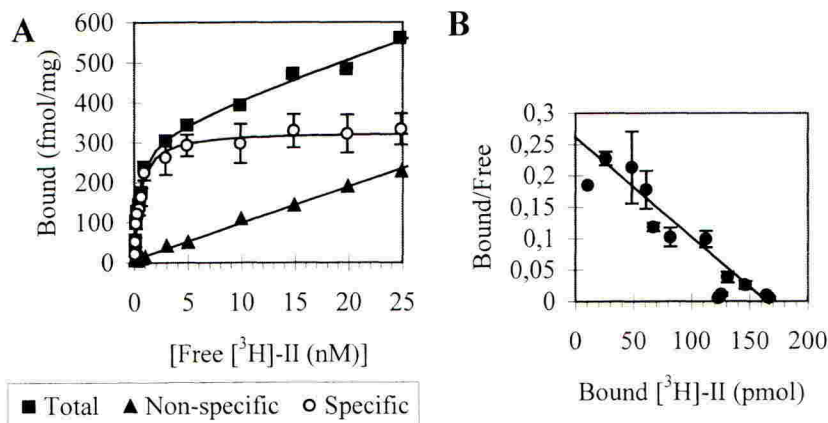 A
600
500
400
300
200
100
0
Bound (fmol/mg)
0 5 10 15 20 25
[Free [³H]-II (nM)]
■ Total ▲ Non-specific o Specific
B
0,3
0,25
0,2
0,15
0,1
0,05
0
Bound/Free
0 50 100 150 200
Bound [³H]-II (pmol)